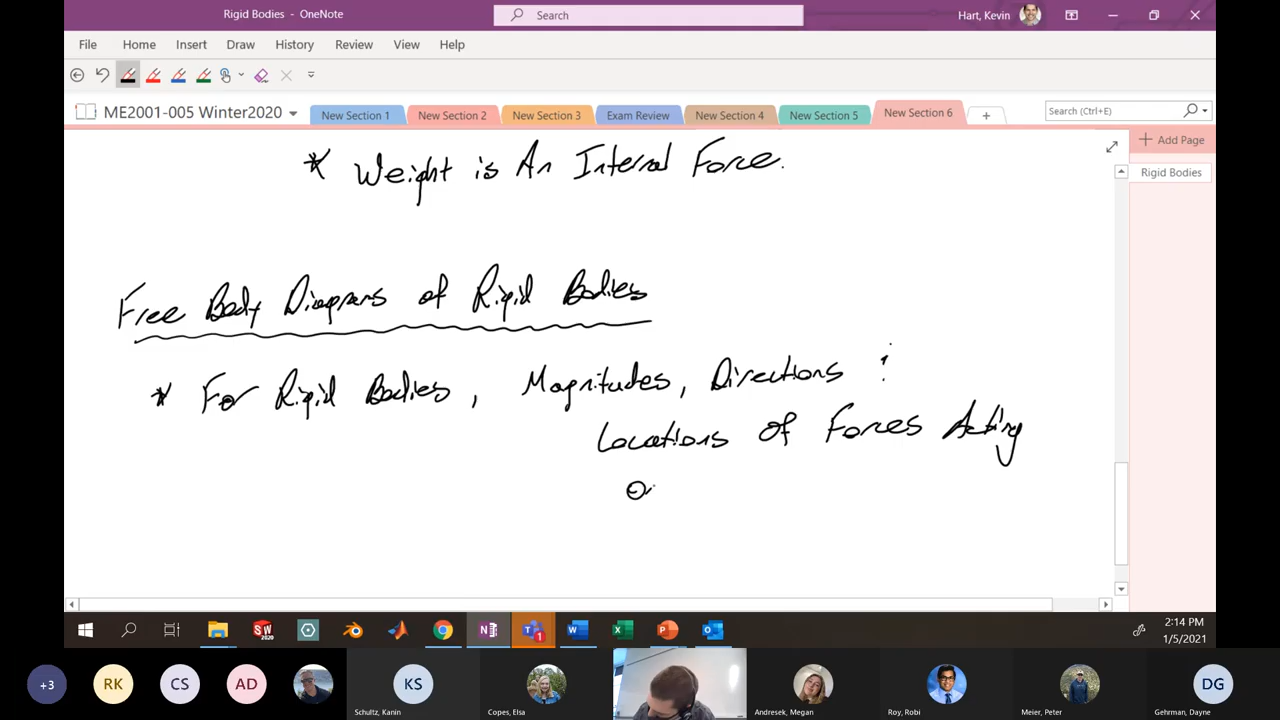 Rigid Bodies - OneNote
Search
Hart, Kevin
File Home Insert Draw History Review View Help
ME2001-005 Winter2020
New Section 1
New Section 2
New Section 3
Exam Review
New Section 4
New Section 5
New Section 6
Search (Ctrl+E)
Add Page
Rigid Bodies
* Weight is An Internal Force.
Free Body Diagrams of Rigid Bodies
* For Rigid Bodies, Magnitudes, Directions &
Locations of Forces Acting
On
2:14 PM
1/5/2021
+3
RK
CS
AD
KS
DG
Schultz, Kanin
Copes, Elsa
Andresek, Megan
Roy, Robi
Meier, Peter
Gehrman, Dayne